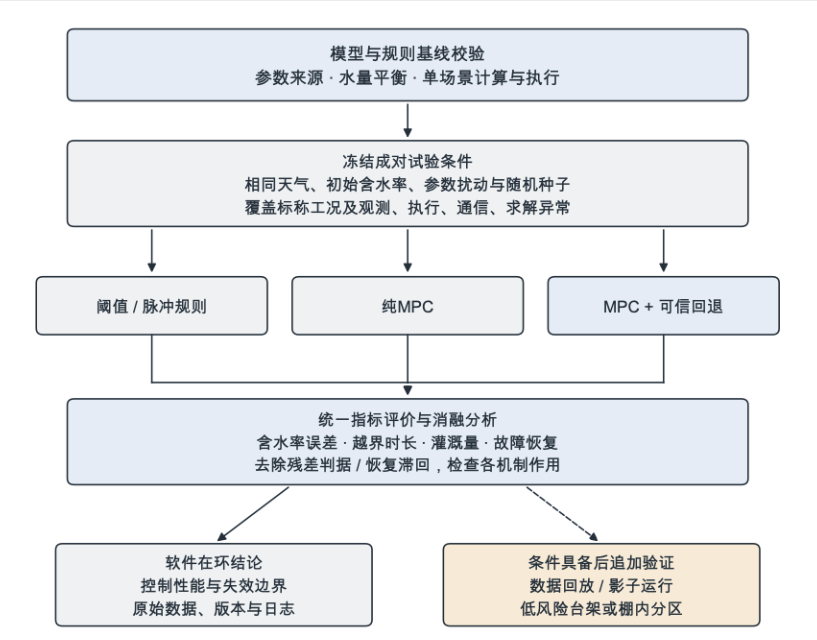 模型与规则基线校验
参数来源 · 水量平衡 · 单场景计算与执行
冻结成对试验条件
相同天气、初始含水率、参数扰动与随机种子
覆盖标称工况及观测、执行、通信、求解异常
阈值 / 脉冲规则
纯MPC
MPC + 可信回退
统一指标评价与消融分析
含水率误差 · 越界时长 · 灌溉量 · 故障恢复
去除残差判据 / 恢复滞回，检查各机制作用
软件在环结论
控制性能与失效边界
原始数据、版本与日志
条件具备后追加验证
数据回放 / 影子运行
低风险台架或棚内分区